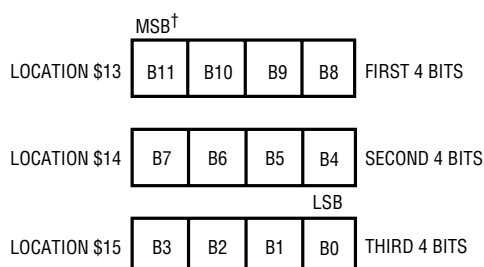 MSB†
LOCATION $13 B11 B10 B9 B8 FIRST 4 BITS
LOCATION $14 B7 B6 B5 B4 SECOND 4 BITS
LSB
LOCATION $15 B3 B2 B1 B0 THIRD 4 BITS